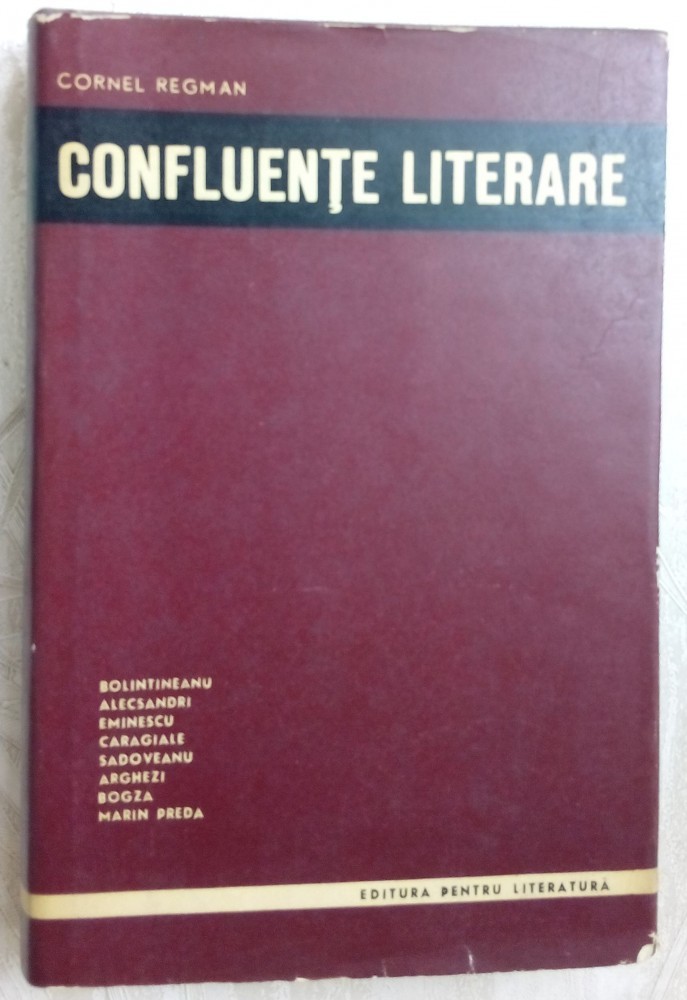 CORNEL REGMAN
CONFLUENŢE LITERARE
BOLINTINEANU
ALECSANDRI
EMINESCU
CARAGIALE
SADOVEANU
ARGHEZI
BOGZA
MARIN PREDA
EDITURA PENTRU LITERATURĂ